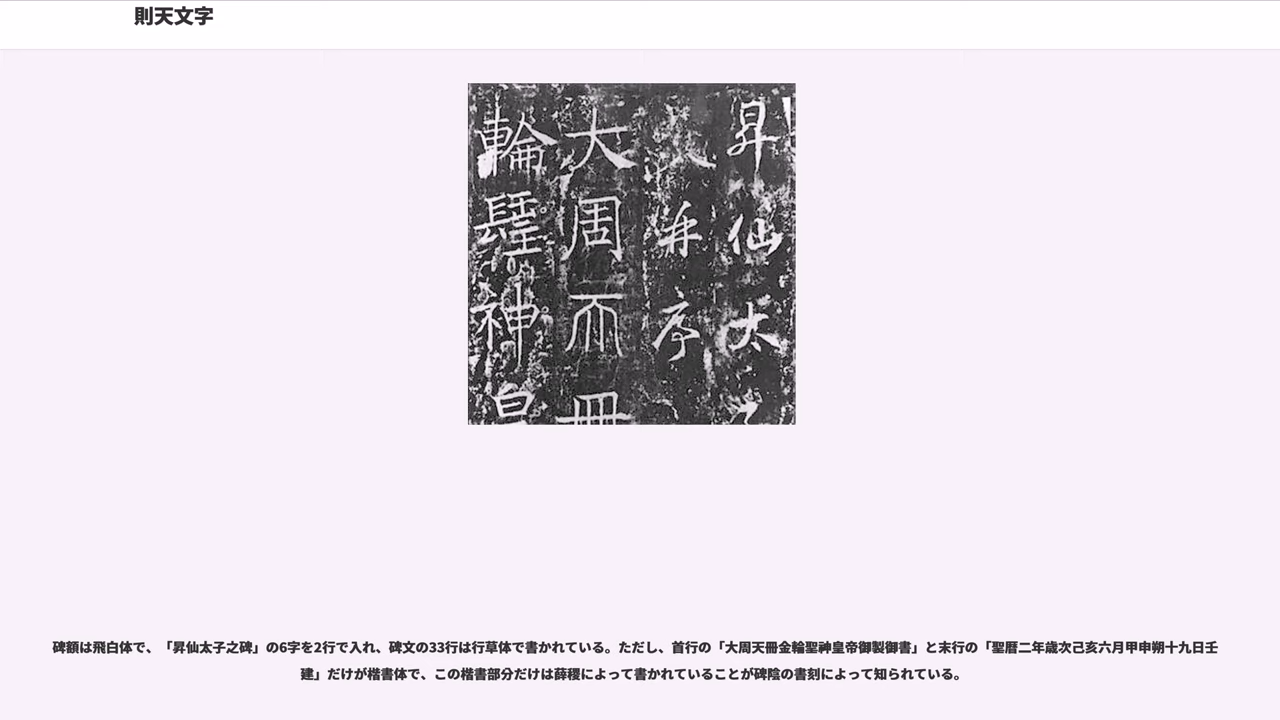 則天文字
昇仙太
并序
大周𠀑冊
輪 神
碑額は飛白体で、「昇仙太子之碑」の6字を2行で入れ、碑文の33行は行草体で書かれている。ただし、首行の「大周天冊金輪聖神皇帝御製御書」と末行の「聖暦二年歳次己亥六月甲申朔十九日壬
建」だけが楷書体で、この楷書部分だけは薛稷によって書かれていることが碑陰の書刻によって知られている。